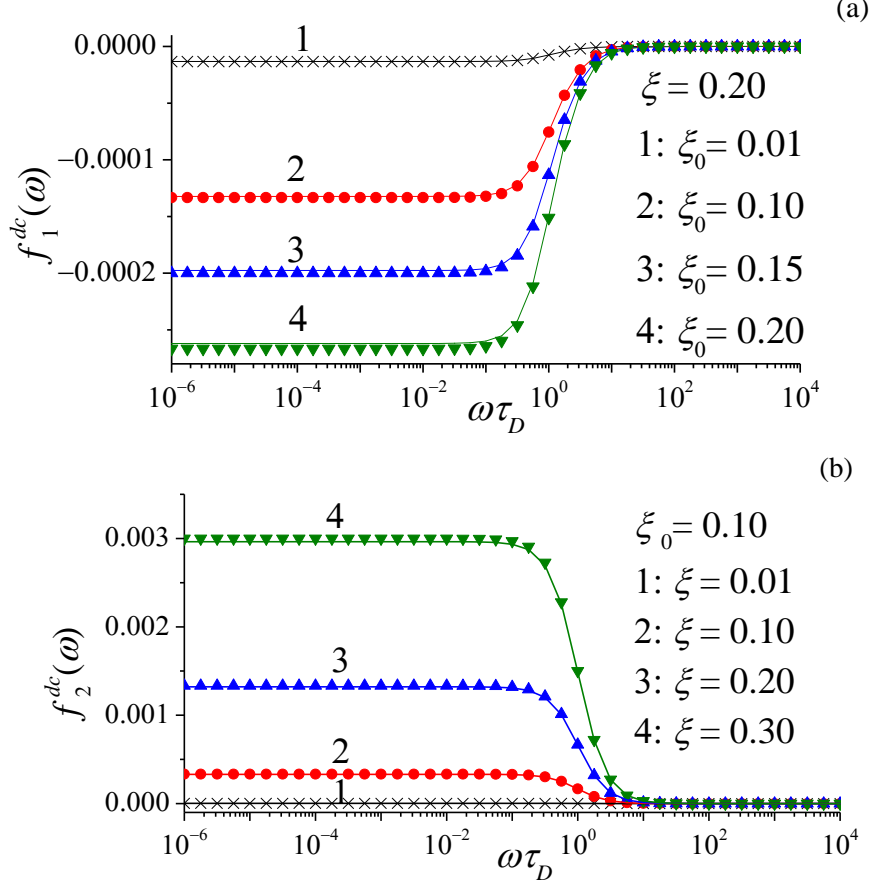 (a)
0.0000
−0.0001
−0.0002
f₁ᵈᶜ(ω)
1
2
3
4
ξ = 0.20
1: ξ₀= 0.01
2: ξ₀= 0.10
3: ξ₀= 0.15
4: ξ₀= 0.20
10⁻⁶ 10⁻⁴ 10⁻² 10⁰ 10² 10⁴
ωτ_D
(b)
0.003
0.002
0.001
0.000
f₂ᵈᶜ(ω)
4
3
2
1
ξ₀= 0.10
1: ξ = 0.01
2: ξ = 0.10
3: ξ = 0.20
4: ξ = 0.30
10⁻⁶ 10⁻⁴ 10⁻² 10⁰ 10² 10⁴
ωτ_D